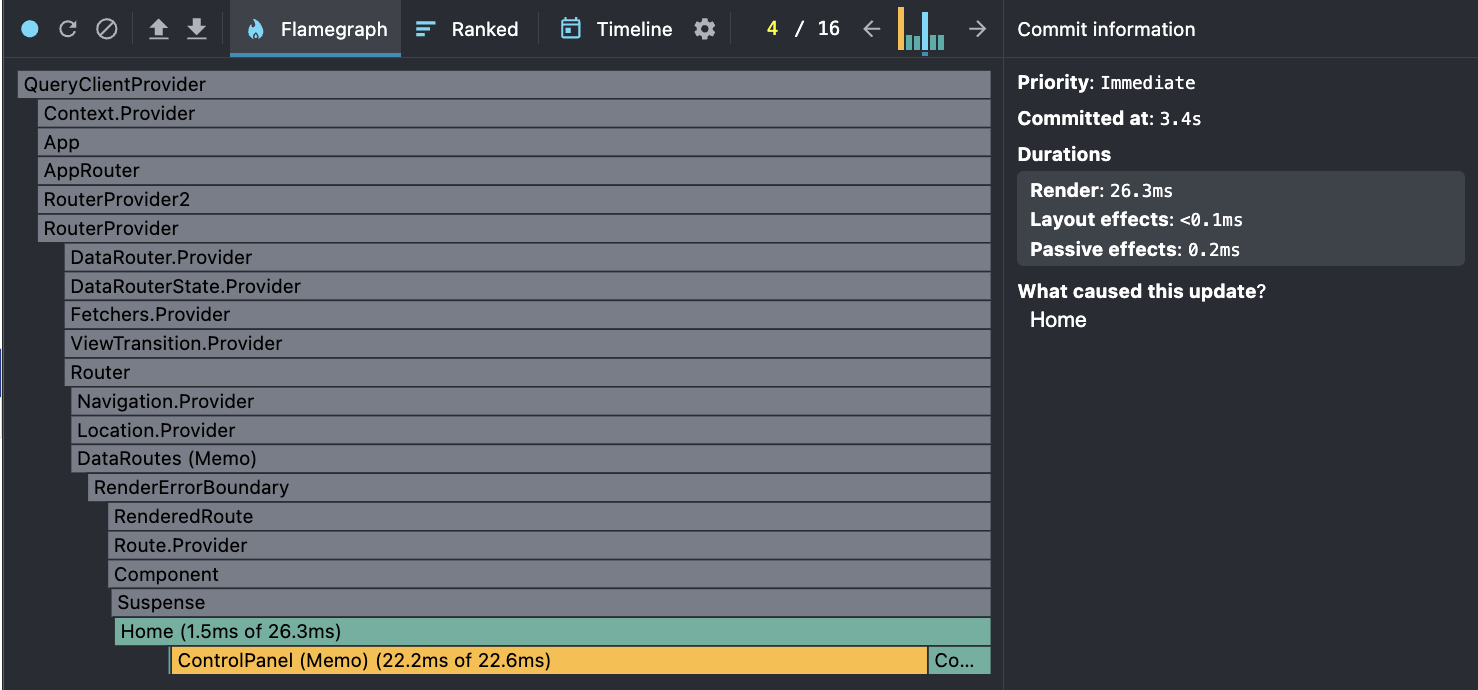 Flamegraph Ranked Timeline 4 / 16
QueryClientProvider
Context.Provider
App
AppRouter
RouterProvider2
RouterProvider
DataRouter.Provider
DataRouterState.Provider
Fetchers.Provider
ViewTransition.Provider
Router
Navigation.Provider
Location.Provider
DataRoutes (Memo)
RenderErrorBoundary
RenderedRoute
Route.Provider
Component
Suspense
Home (1.5ms of 26.3ms)
ControlPanel (Memo) (22.2ms of 22.6ms) Co...
Commit information
Priority: Immediate
Committed at: 3.4s
Durations
Render: 26.3ms
Layout effects: <0.1ms
Passive effects: 0.2ms
What caused this update?
Home